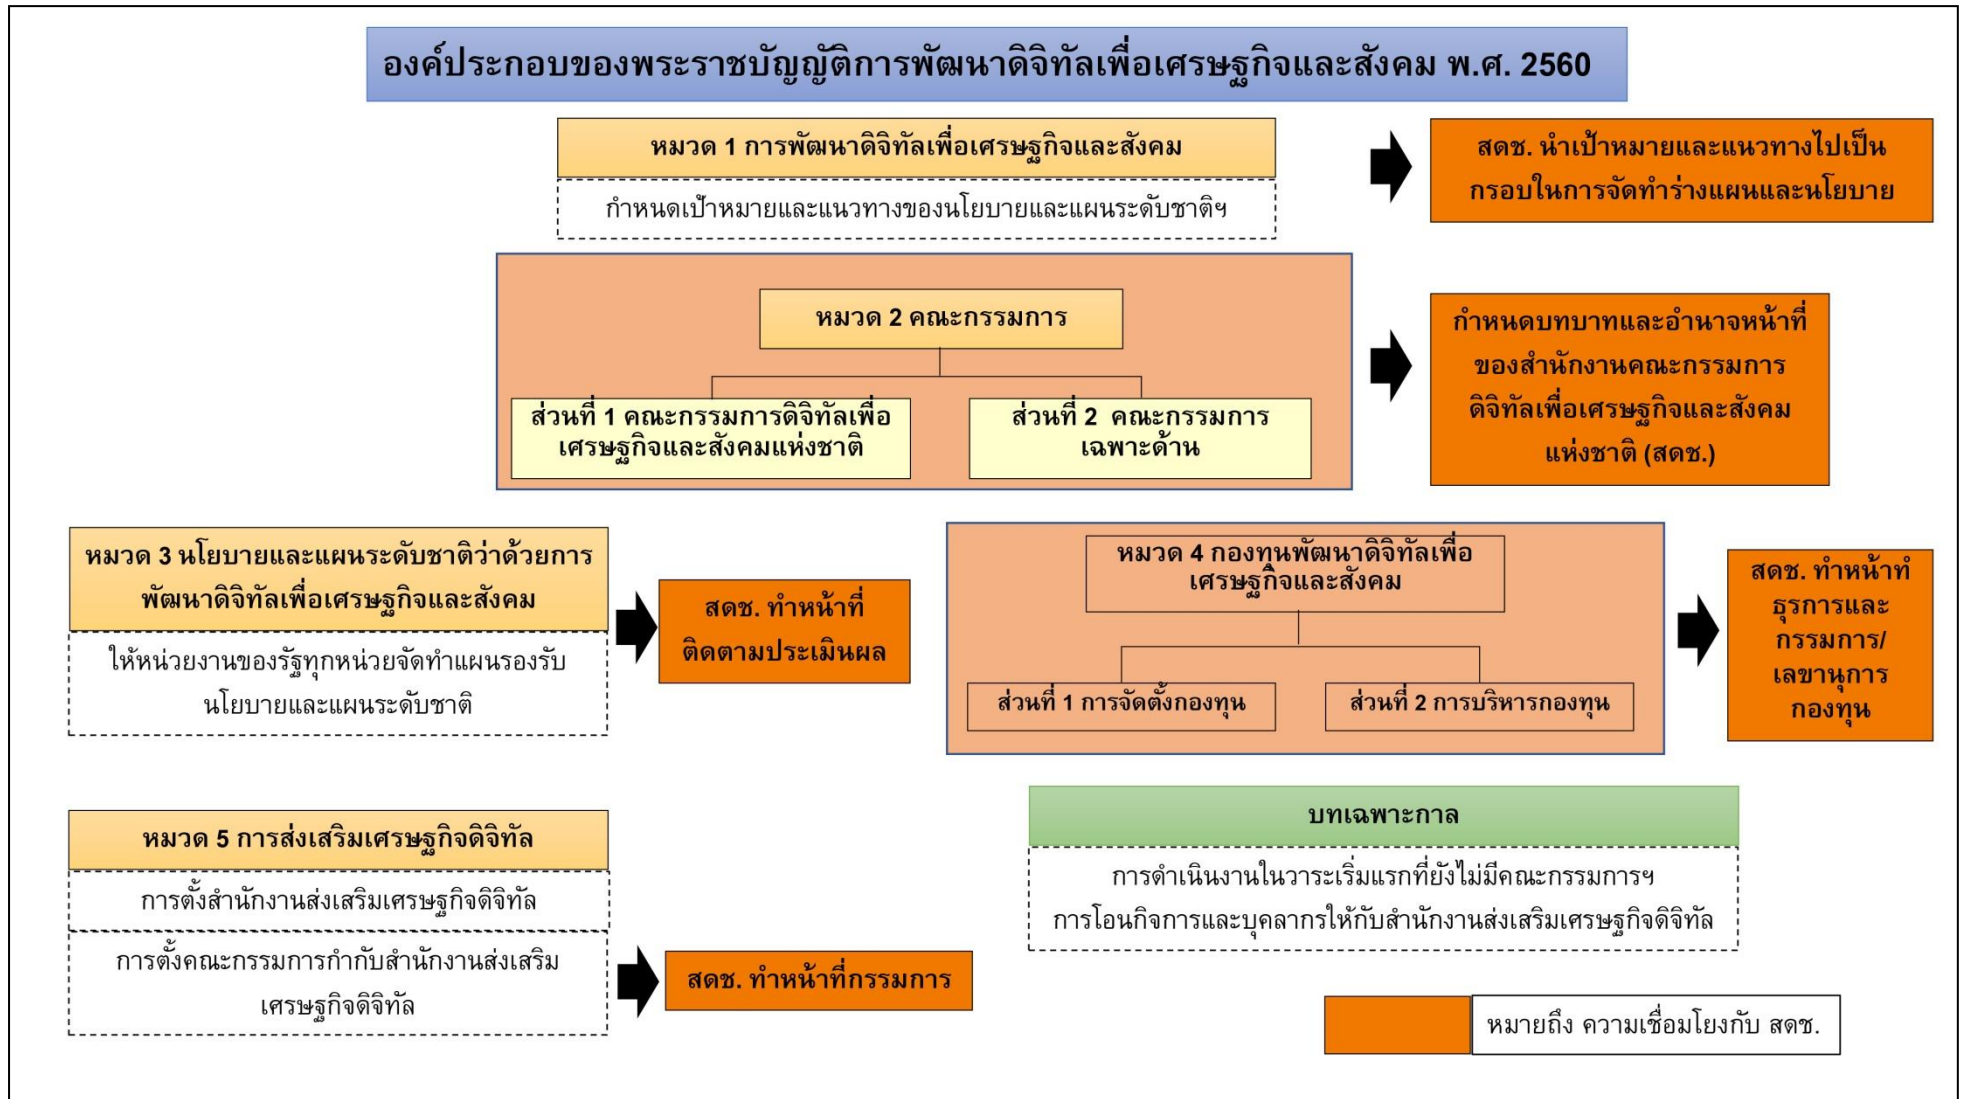 องค์ประกอบของพระราชบัญญัติการพัฒนาดิจิทัลเพื่อเศรษฐกิจและสังคม พ.ศ. 2560
หมวด 1 การพัฒนาดิจิทัลเพื่อเศรษฐกิจและสังคม
กำหนดเป้าหมายและแนวทางของนโยบายและแผนระดับชาติฯ
สดช. นำเป้าหมายและแนวทางไปเป็น
กรอบในการจัดทำร่างแผนและนโยบาย
หมวด 2 คณะกรรมการ
ส่วนที่ 1 คณะกรรมการดิจิทัลเพื่อ
เศรษฐกิจและสังคมแห่งชาติ
ส่วนที่ 2 คณะกรรมการ
เฉพาะด้าน
กำหนดบทบาทและอำนาจหน้าที่
ของสำนักงานคณะกรรมการ
ดิจิทัลเพื่อเศรษฐกิจและสังคม
แห่งชาติ (สดช.)
หมวด 3 นโยบายและแผนระดับชาติว่าด้วยการ
พัฒนาดิจิทัลเพื่อเศรษฐกิจและสังคม
ให้หน่วยงานของรัฐทุกหน่วยจัดทำแผนรองรับ
นโยบายและแผนระดับชาติ
สดช. ทำหน้าที่
ติดตามประเมินผล
หมวด 4 กองทุนพัฒนาดิจิทัลเพื่อ
เศรษฐกิจและสังคม
ส่วนที่ 1 การจัดตั้งกองทุน
ส่วนที่ 2 การบริหารกองทุน
สดช. ทำหน้าทํ
ธุรการและ
กรรมการ/
เลขานุการ
กองทุน
หมวด 5 การส่งเสริมเศรษฐกิจดิจิทัล
การตั้งสำนักงานส่งเสริมเศรษฐกิจดิจิทัล
การตั้งคณะกรรมการกำกับสำนักงานส่งเสริม
เศรษฐกิจดิจิทัล
สดช. ทำหน้าที่กรรมการ
บทเฉพาะกาล
การดำเนินงานในวาระเริ่มแรกที่ยังไม่มีคณะกรรมการฯ
การโอนกิจการและบุคลากรให้กับสำนักงานส่งเสริมเศรษฐกิจดิจิทัล
หมายถึง ความเชื่อมโยงกับ สดช.